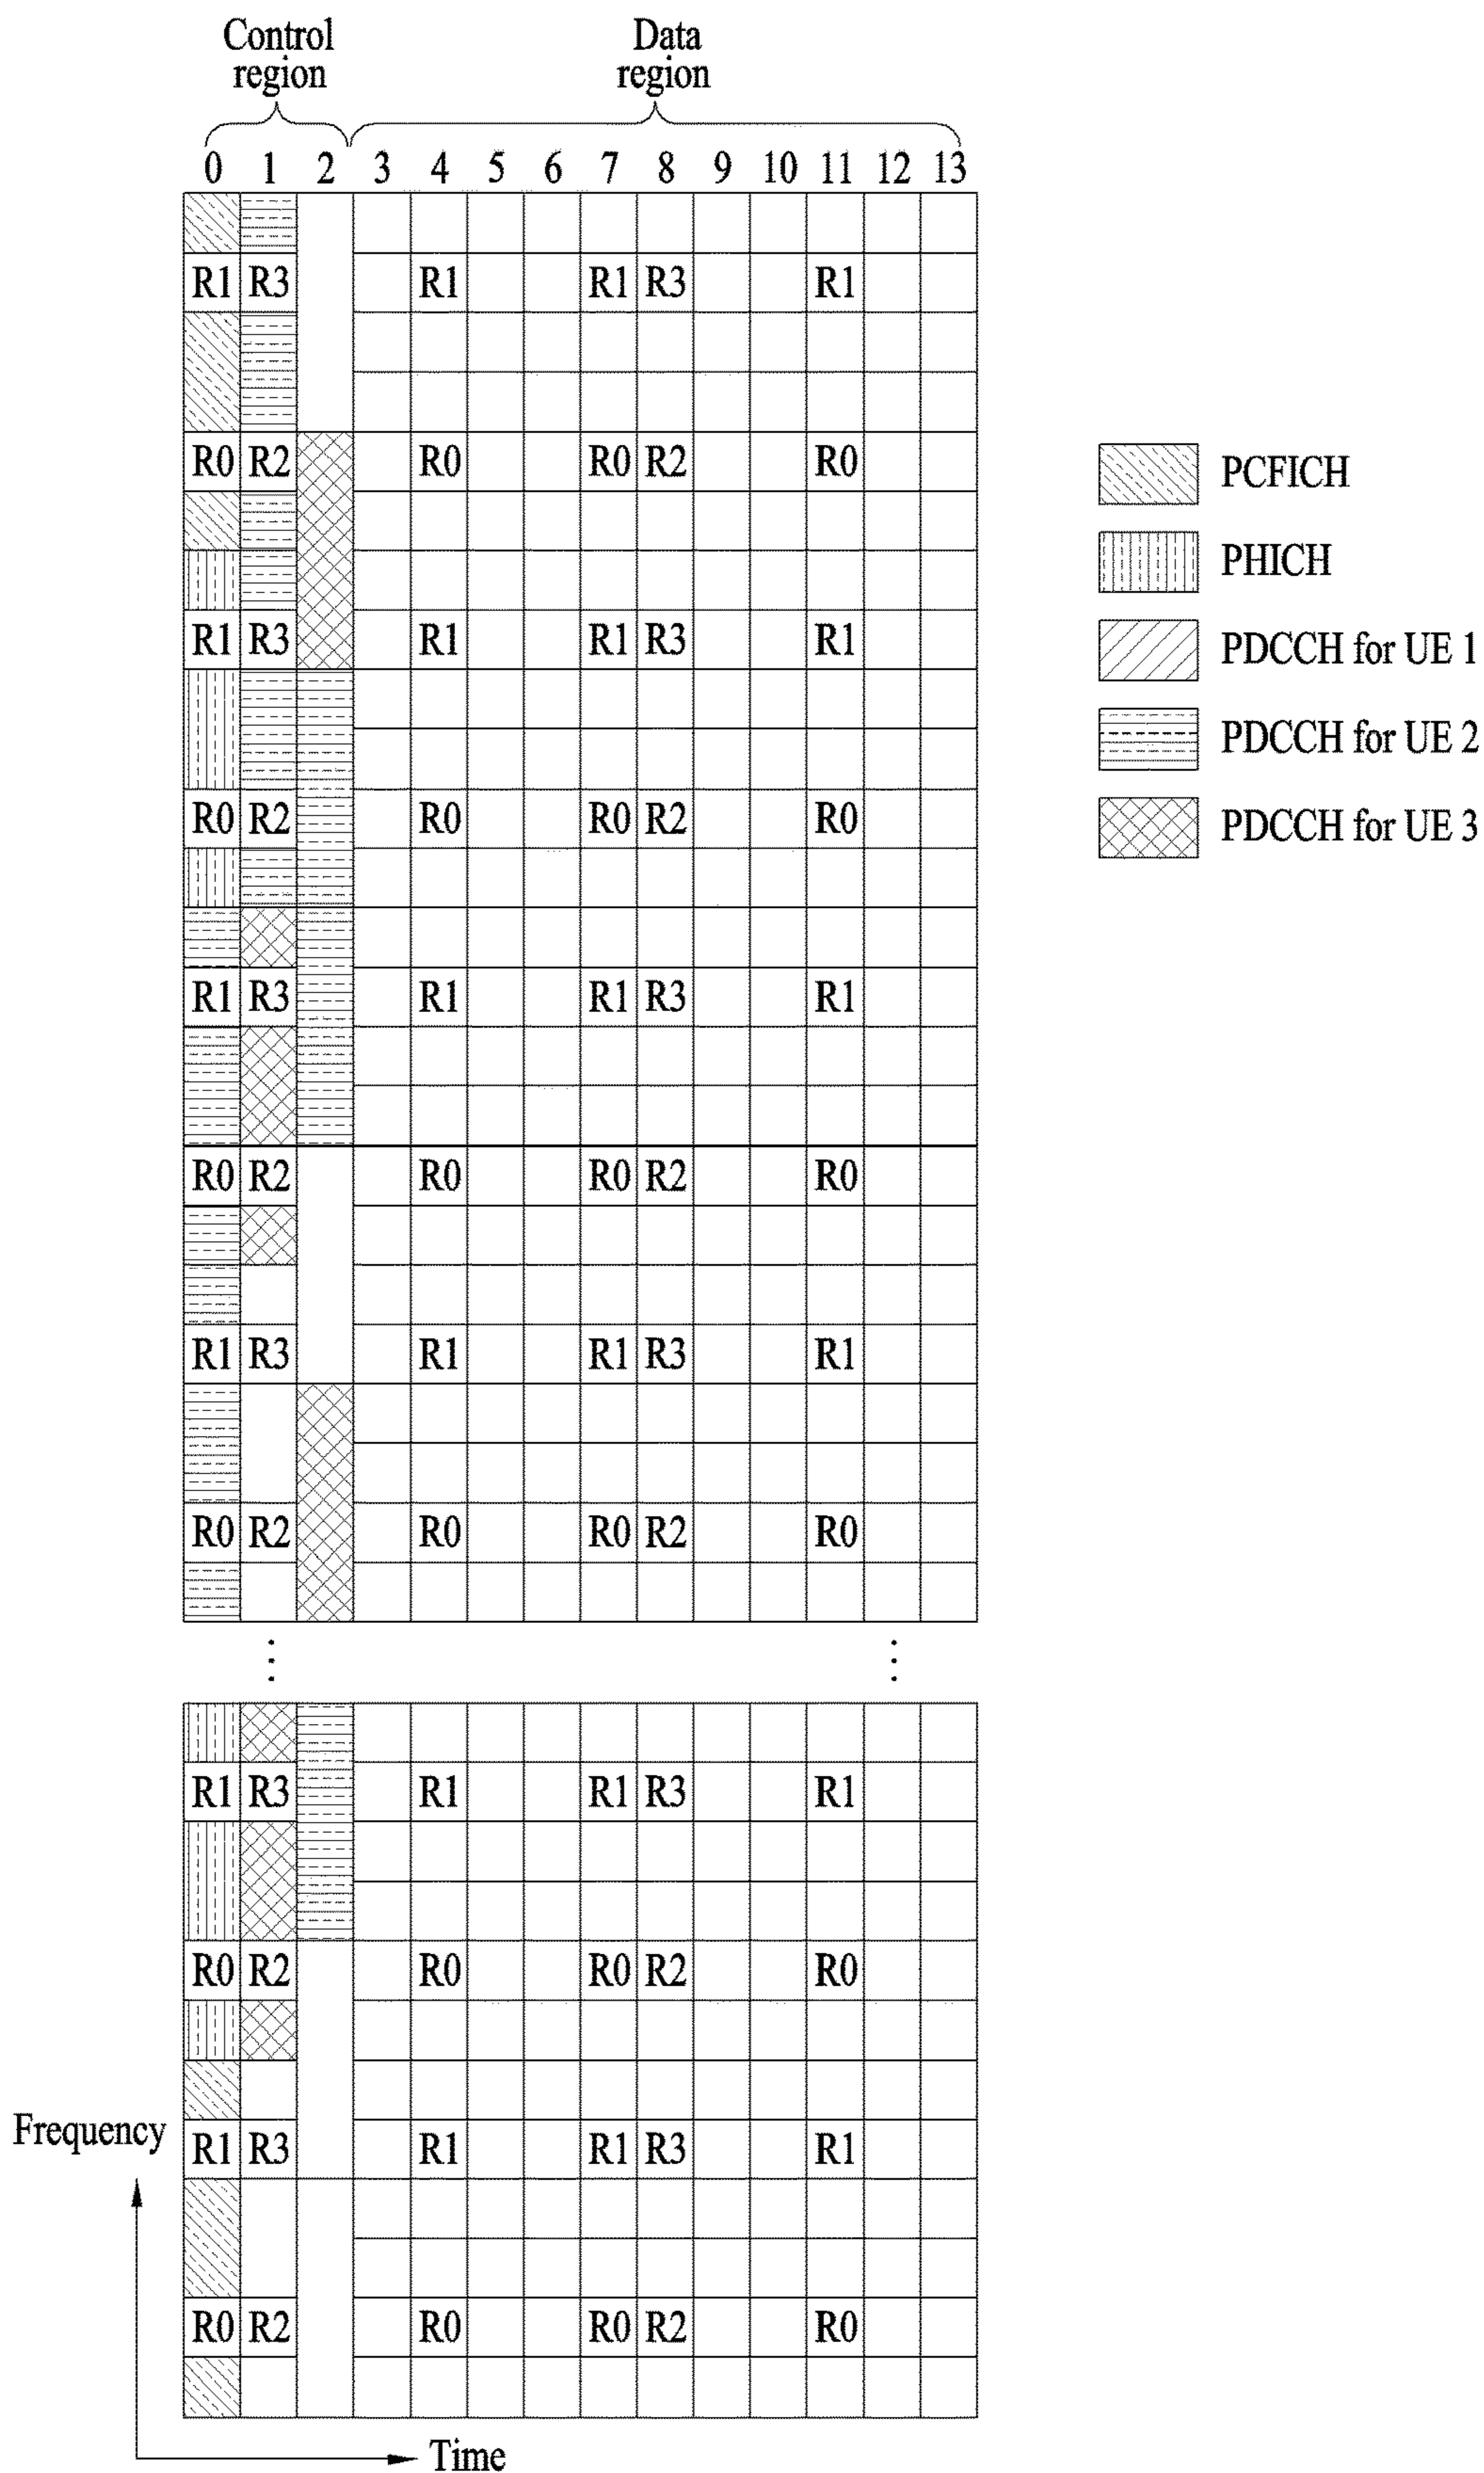 Control
region
Data
region
0 1 2 3 4 5 6 7 8 9 10 11 12 13
R1 R3 R1 R1 R3 R1
R0 R2 R0 R0 R2 R0
R1 R3 R1 R1 R3 R1
R0 R2 R0 R0 R2 R0
R1 R3 R1 R1 R3 R1
R0 R2 R0 R0 R2 R0
R1 R3 R1 R1 R3 R1
R0 R2 R0 R0 R2 R0
R1 R3 R1 R1 R3 R1
R0 R2 R0 R0 R2 R0
R1 R3 R1 R1 R3 R1
R0 R2 R0 R0 R2 R0
PCFICH
PHICH
PDCCH for UE 1
PDCCH for UE 2
PDCCH for UE 3
Frequency
Time